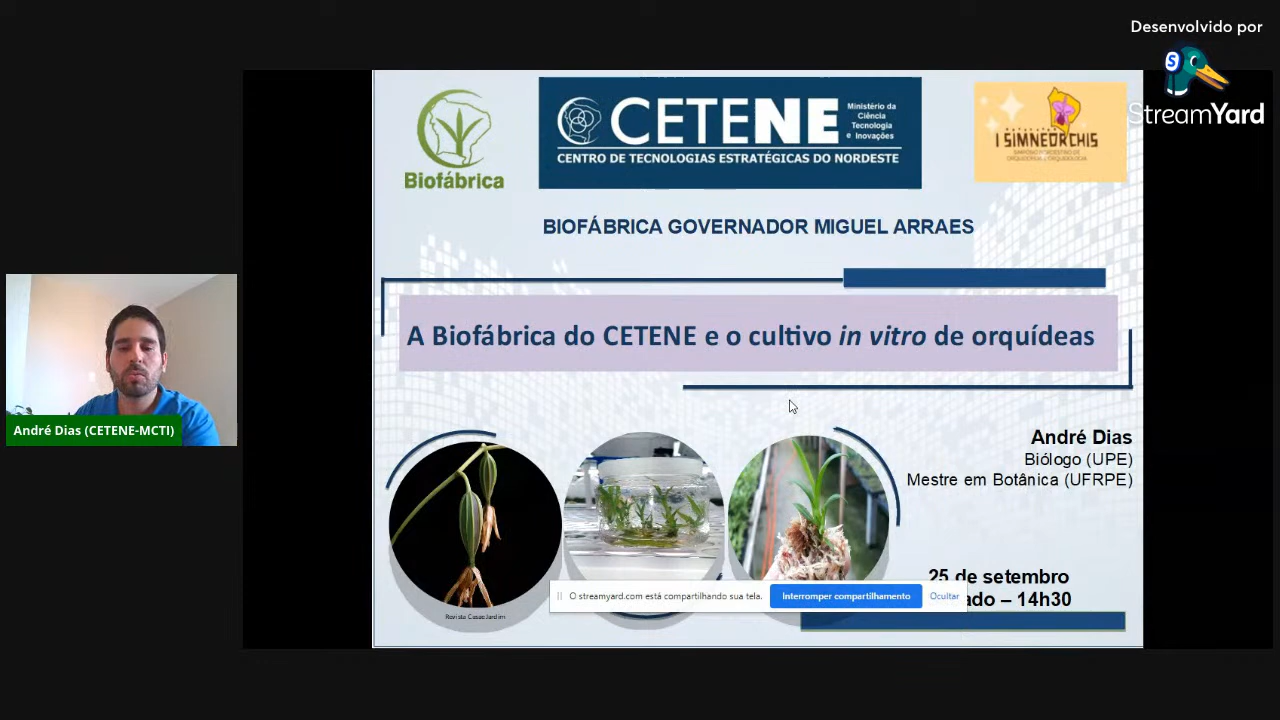 Desenvolvido por
StreamYard
Biofábrica
CETENE
Ministério da
Ciência
Tecnologia
e Inovações
CENTRO DE TECNOLOGIAS ESTRATÉGICAS DO NORDESTE
I SIMNEORCHIS
BIOFÁBRICA GOVERNADOR MIGUEL ARRAES
A Biofábrica do CETENE e o cultivo in vitro de orquídeas
André Dias (CETENE-MCTI)
André Dias
Biólogo (UPE)
Mestre em Botânica (UFRPE)
25 de setembro
ado – 14h30
O streamyard.com está compartilhando sua tela.
Interromper compartilhamento
Ocultar
Revista Casa e Jardim